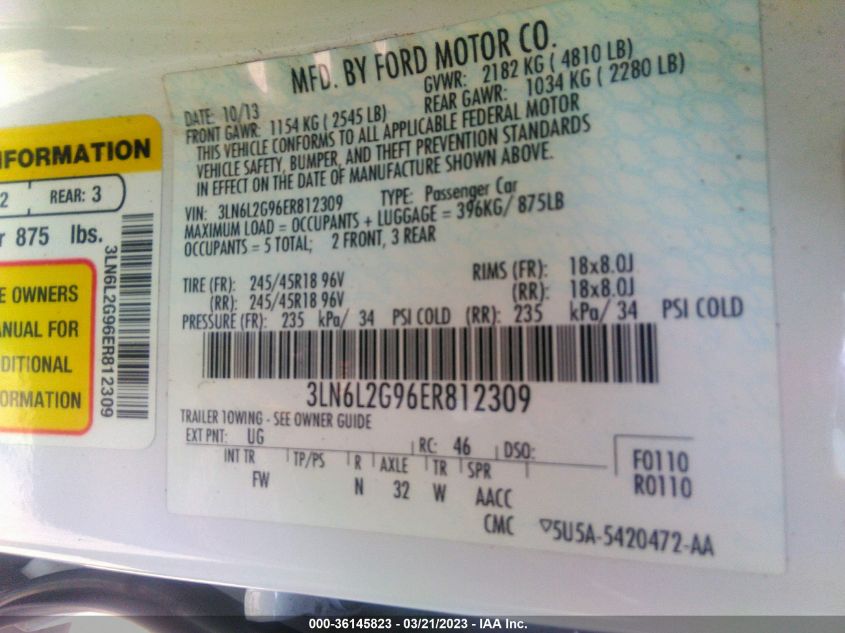 MFD. BY FORD MOTOR CO.
DATE: 10/13 GVWR: 2182 KG ( 4810 LB)
FRONT GAWR: 1154 KG ( 2545 LB) REAR GAWR: 1034 KG ( 2280 LB)
THIS VEHICLE CONFORMS TO ALL APPLICABLE FEDERAL MOTOR
VEHICLE SAFETY, BUMPER, AND THEFT PREVENTION STANDARDS
IN EFFECT ON THE DATE OF MANUFACTURE SHOWN ABOVE.
VIN: 3LN6L2G96ER812309 TYPE: Passenger Car
MAXIMUM LOAD = OCCUPANTS + LUGGAGE = 396KG/ 875LB
OCCUPANTS = 5 TOTAL; 2 FRONT, 3 REAR
TIRE (FR): 245/45R18 96V RIMS (FR): 18x8.0J
(RR): 245/45R18 96V (RR): 18x8.0J
PRESSURE (FR): 235 kPa/ 34 PSI COLD (RR): 235 kPa/ 34 PSI COLD
3LN6L2G96ER812309
TRAILER TOWING - SEE OWNER GUIDE
EXT PNT: UG RC: 46 DSO:
INT TR TP/PS R AXLE TR SPR
FW N 32 W AACC
CMC
F0110
R0110
5U5A-5420472-AA
NFORMATION
2 REAR: 3
r 875 lbs.
3LN6L2G96ER812309
E OWNERS
ANUAL FOR
DITIONAL
ORMATION
000-36145823 - 03/21/2023 - IAA Inc.